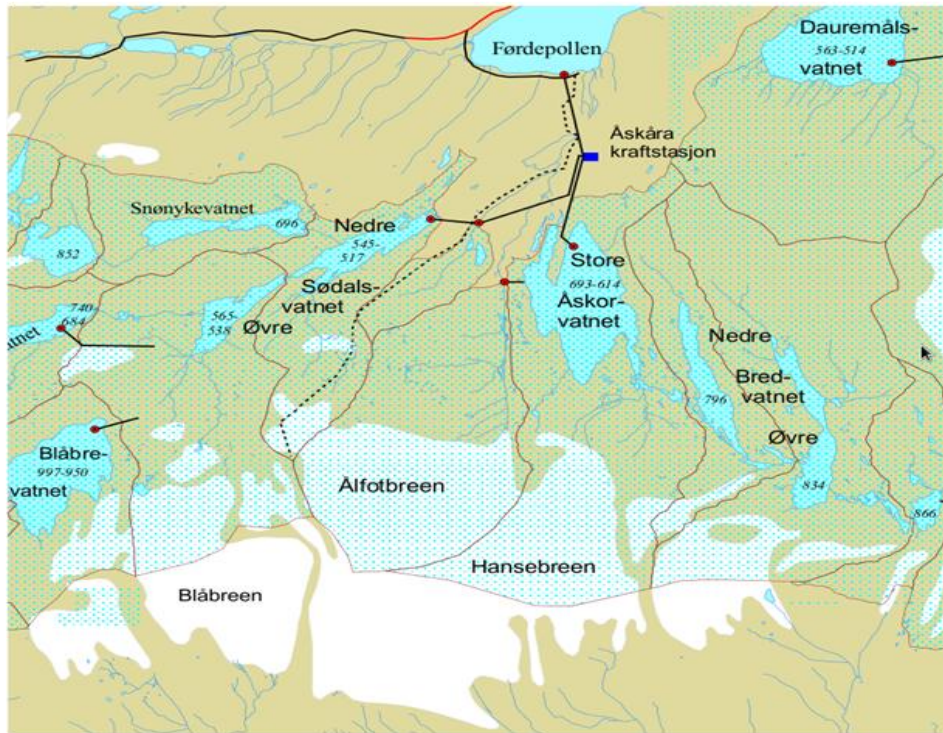 Dauremåls-
563-514
vatnet
Førdepollen
Åskåra
kraftstasjon
Snønykevatnet
696
Nedre
545-
517
852
Store
693-614
Åskor-
vatnet
Sødals-
vatnet
565-
538
Øvre
740-
684
Nedre
Bred-
vatnet
796
Øvre
834
866
Blåbre-
997-950
vatnet
Ålfotbreen
Hansebreen
Blåbreen